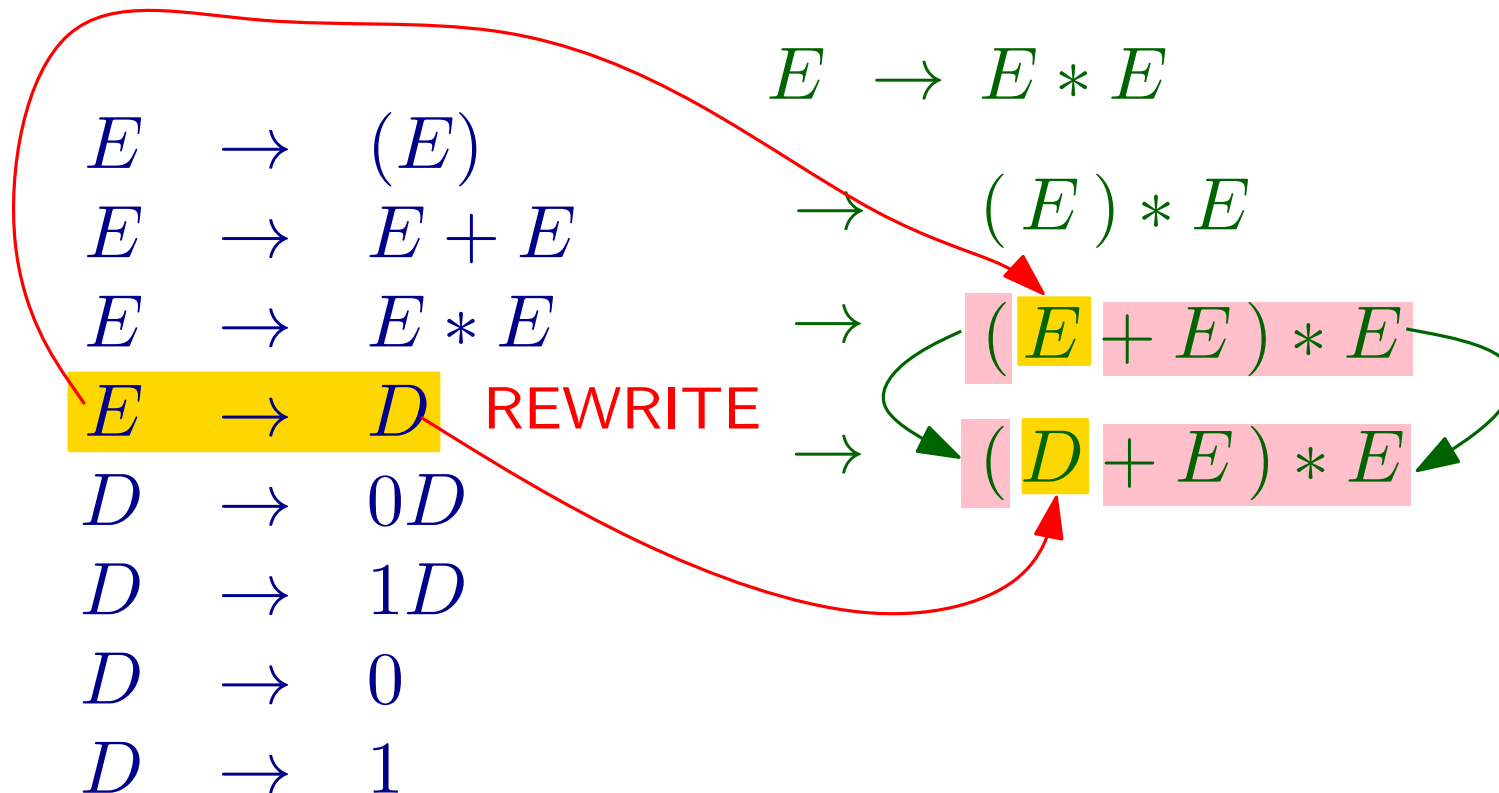 E → (E)
E → E + E
E → E ∗ E
E → D REWRITE
D → 0D
D → 1D
D → 0
D → 1
E → E ∗ E
→ ( E ) ∗ E
→ ( E + E ) ∗ E
→ ( D + E ) ∗ E